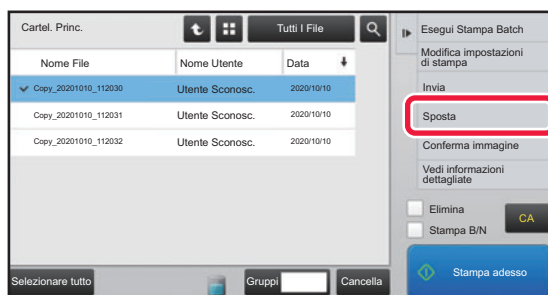 Cartel. Princ.
Tutti I File
Nome File
Nome Utente
Data
Copy_20201010_112030
Utente Sconosc.
2020/10/10
Copy_20201010_112031
Utente Sconosc.
2020/10/10
Copy_20201010_112032
Utente Sconosc.
2020/10/10
Selezionare tutto
Gruppi
Cancella
Esegui Stampa Batch
Modifica impostazioni
di stampa
Invia
Sposta
Conferma immagine
Vedi informazioni
dettagliate
Elimina
Stampa B/N
CA
Stampa adesso